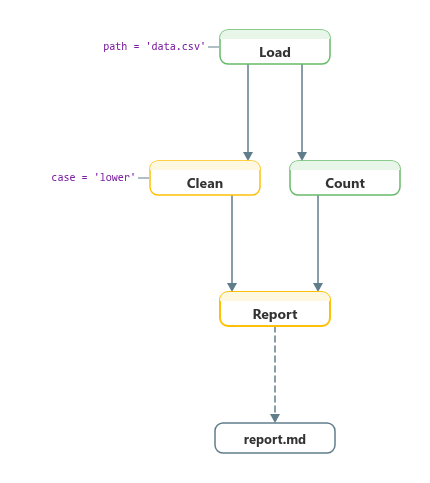 path = 'data.csv'
Load
case = 'lower'
Clean
Count
Report
report.md